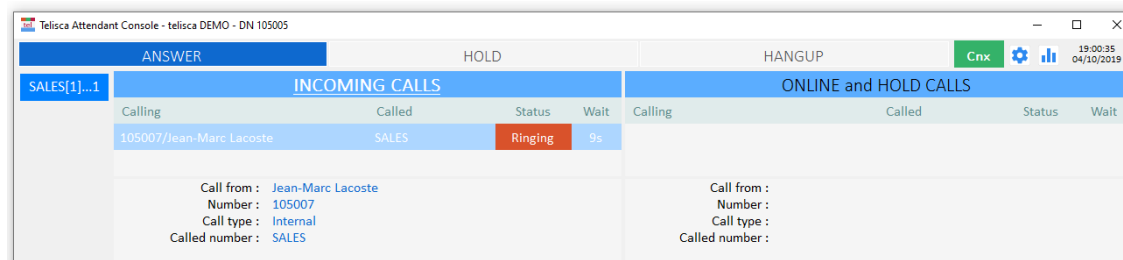 Telisca Attendant Console - telisca DEMO - DN 105005
ANSWER HOLD HANGUP Cnx 19:00:35
04/10/2019
SALES[1]...1 INCOMING CALLS ONLINE and HOLD CALLS
Calling Called Status Wait Calling Called Status Wait
105007/Jean-Marc Lacoste SALES Ringing 9s
Call from : Jean-Marc Lacoste
Number : 105007
Call type : Internal
Called number : SALES
Call from :
Number :
Call type :
Called number :